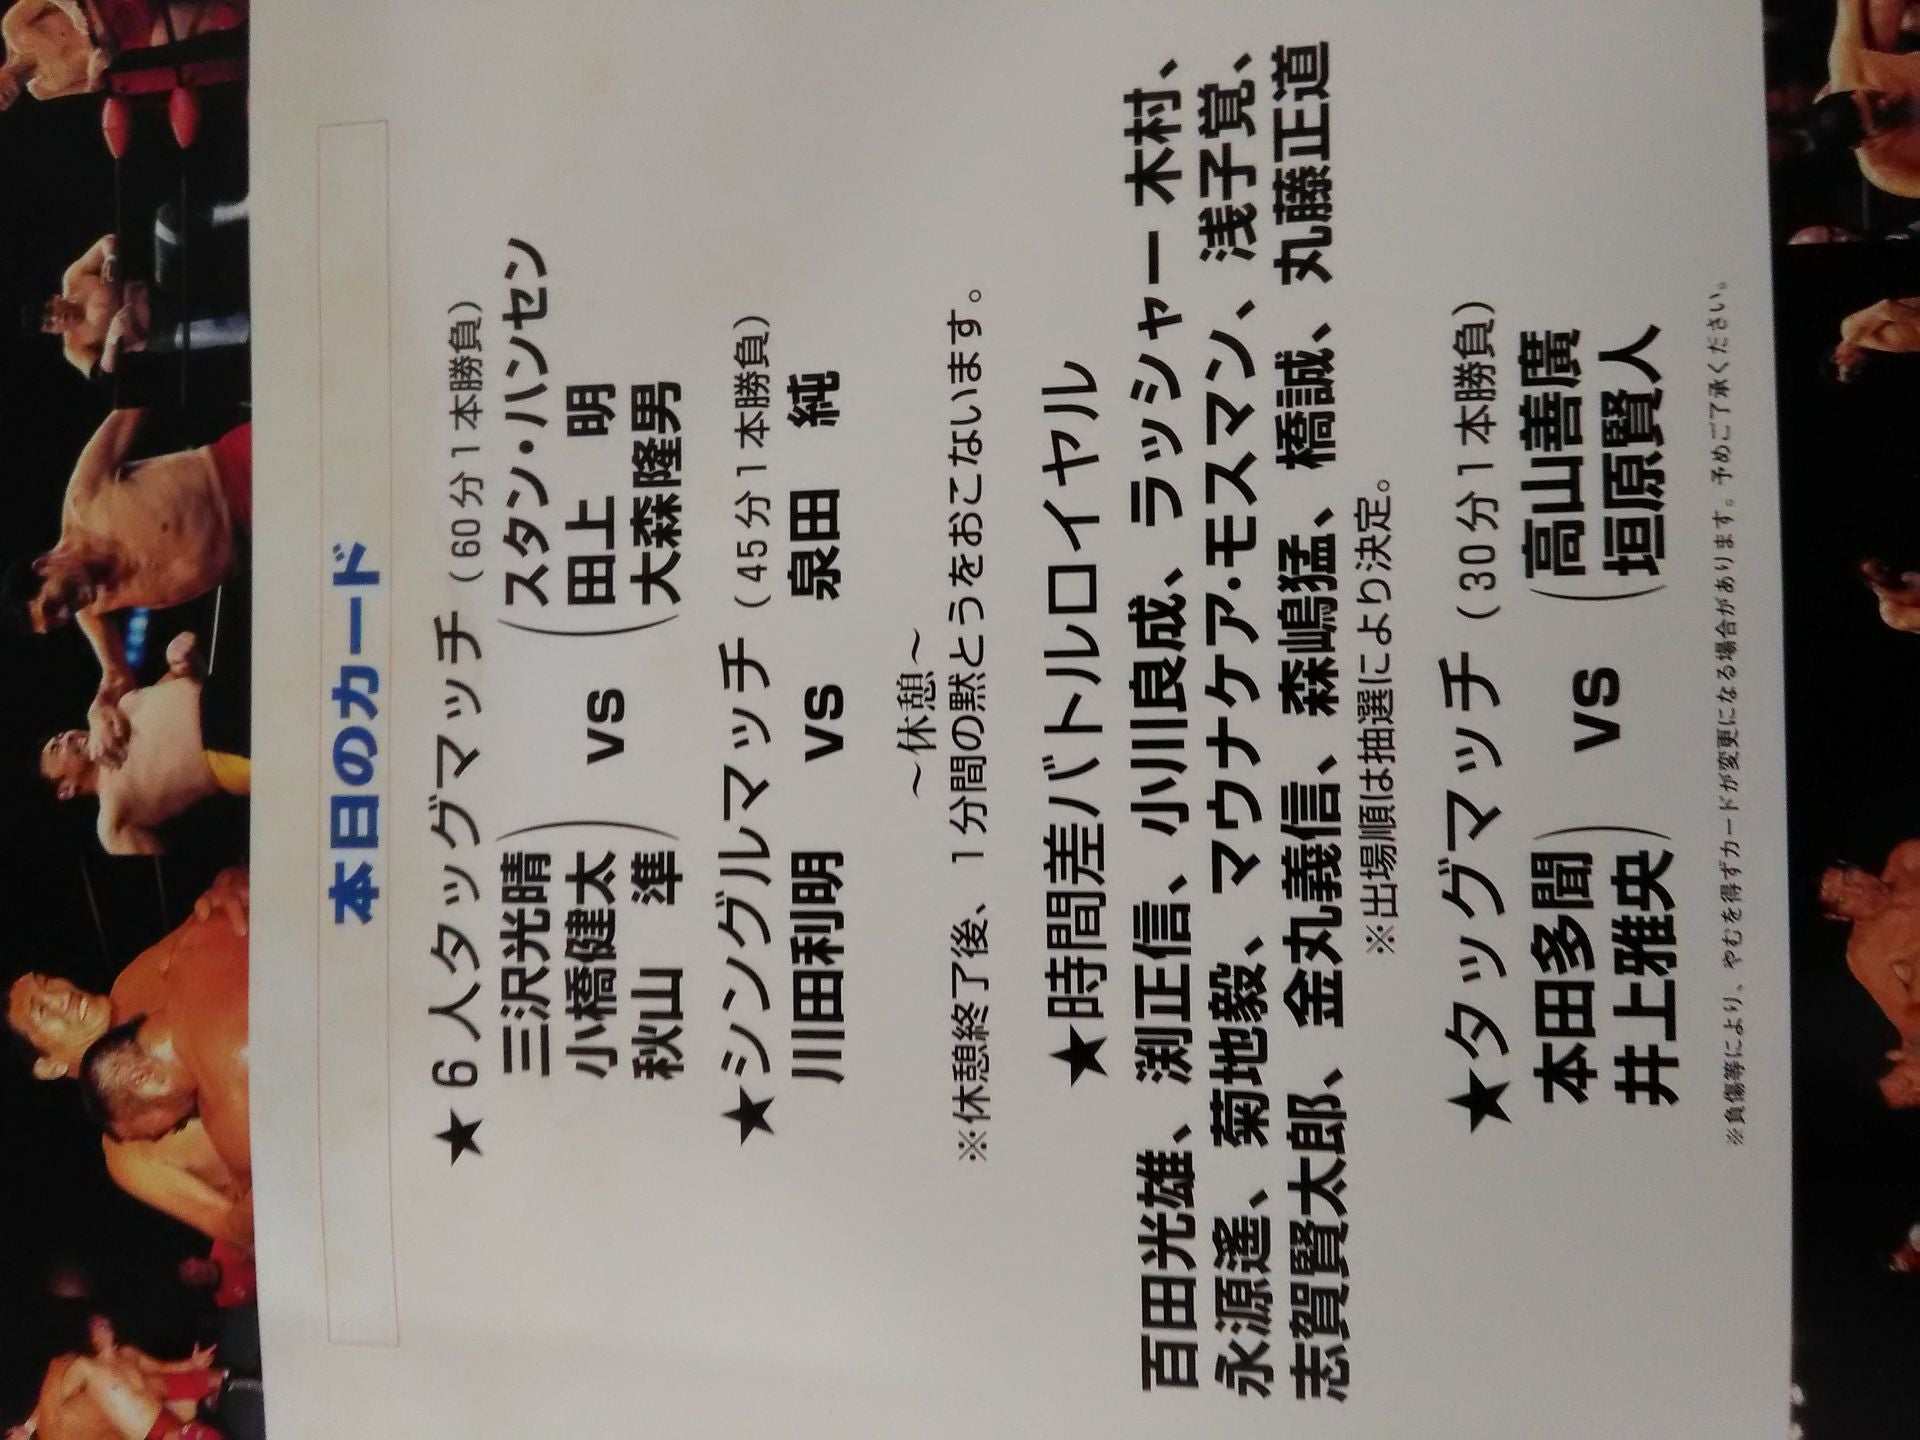 本日のカード
★6人タッグマッチ（60分1本勝負）
三沢光晴 スタン・ハンセン
小橋健太 vs 田上 明
秋山 準 大森隆男
★シングルマッチ（45分1本勝負）
川田利明 vs 泉田 純
～休憩～
※休憩終了後、1分間の黙とうをおこないます。
★時間差バトルロイヤル
百田光雄、渕正信、小川良成、ラッシャー木村、
永源遥、菊地毅、マウナケア・モスマン、浅子覚、
志賀賢太郎、金丸義信、森嶋猛、橋誠、丸藤正道
※出場順は抽選により決定。
★タッグマッチ（30分1本勝負）
本田多聞 vs 高山善廣
井上雅央 垣原賢人
※負傷等により、やむを得ずカードが変更になる場合があります。予めご了承ください。